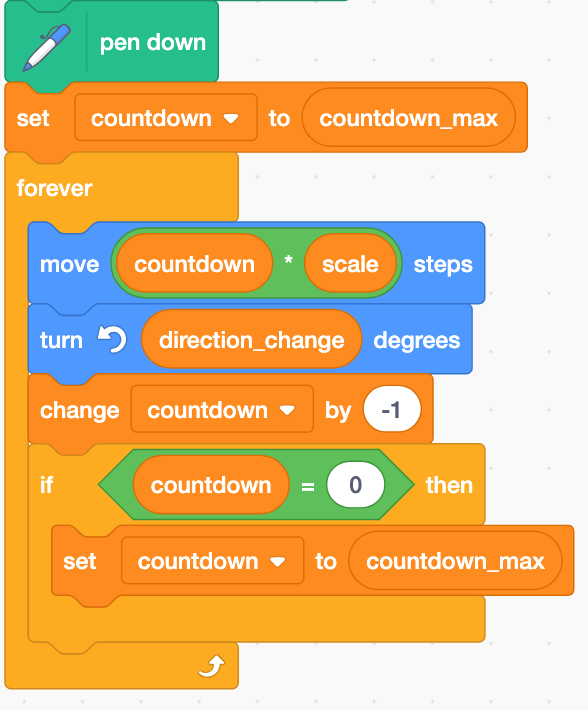 pen down
set countdown to countdown_max
forever
move countdown * scale steps
turn direction_change degrees
change countdown by -1
if countdown = 0 then
set countdown to countdown_max